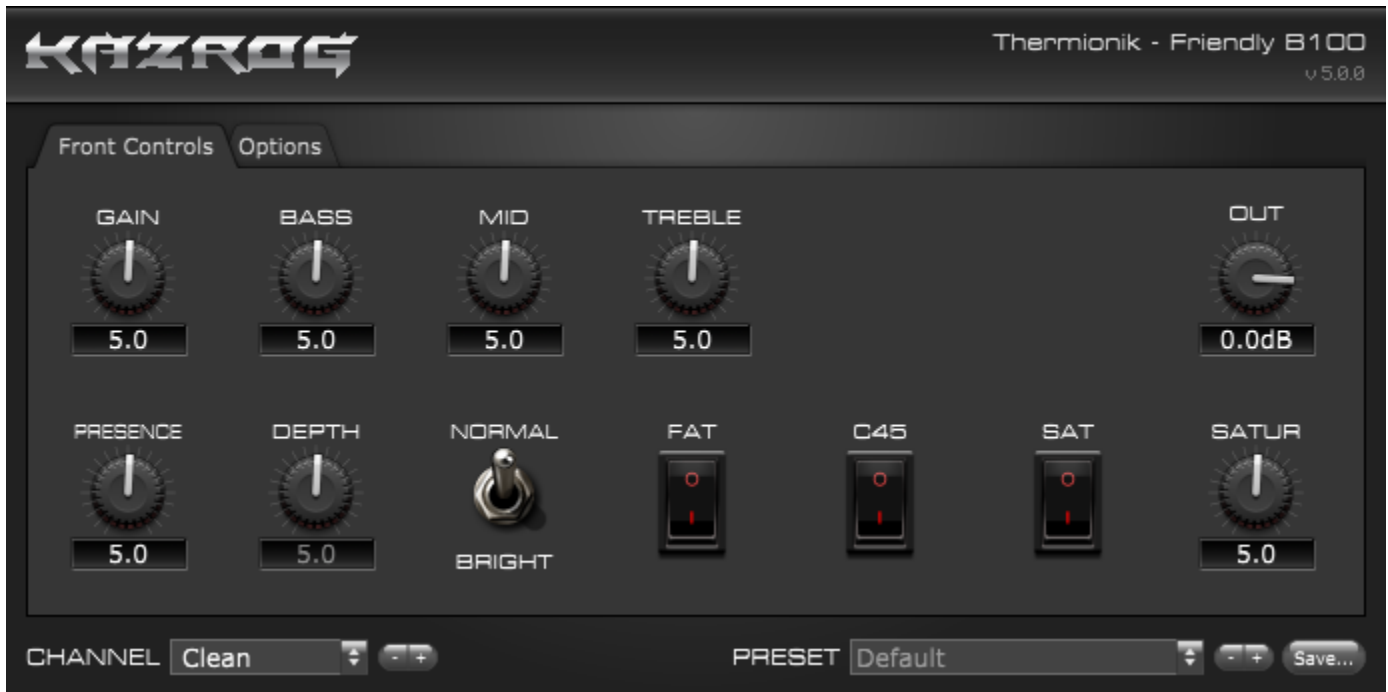 KAZROG
Thermionik - Friendly B100
v 5.0.0
Front Controls Options
GAIN BASS MID TREBLE OUT
5.0 5.0 5.0 5.0 0.0dB
PRESENCE DEPTH NORMAL FAT C45 SAT SATUR
O O O
I I I
5.0 5.0 BRIGHT 5.0
CHANNEL Clean - + PRESET Default - + Save...